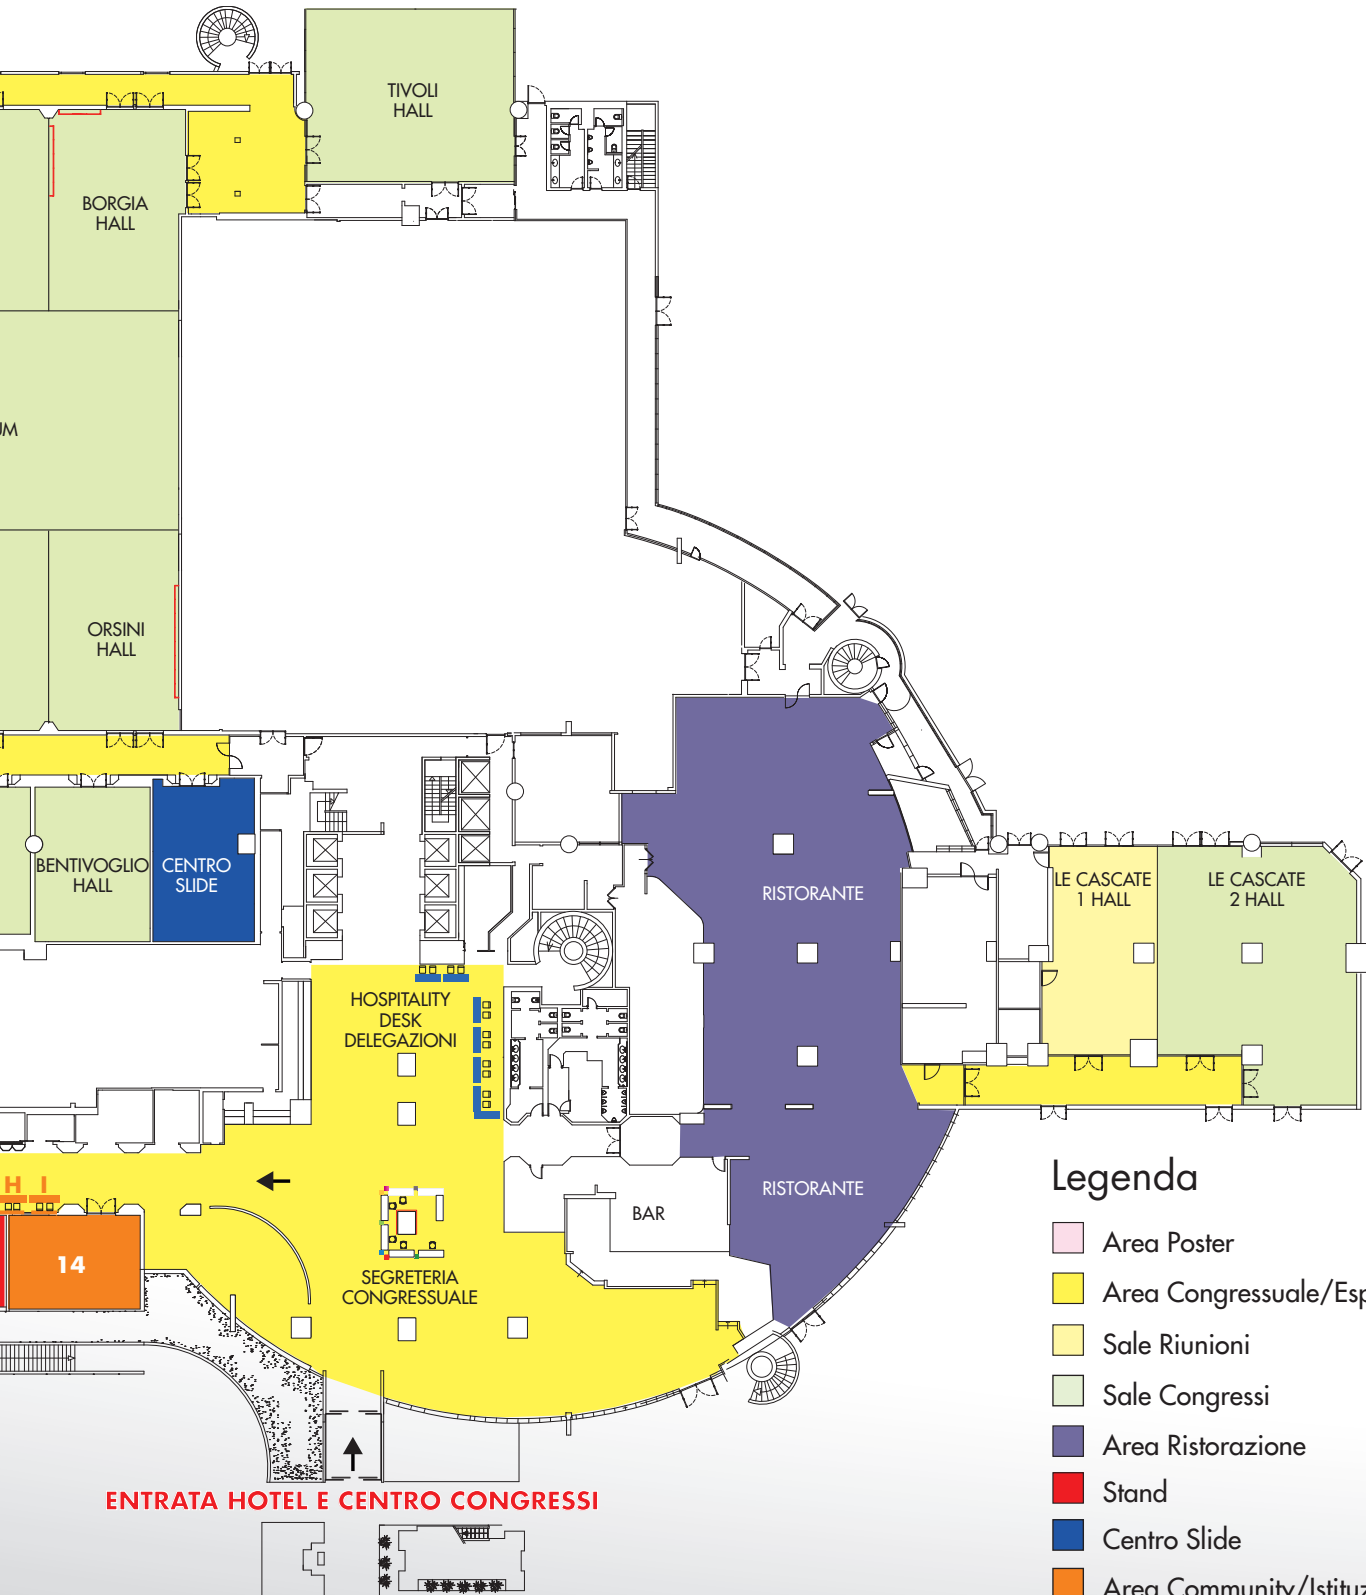 TIVOLI
HALL
BORGIA
HALL
UM
ORSINI
HALL
BENTIVOGLIO
HALL
CENTRO
SLIDE
RISTORANTE
LE CASCATE
1 HALL
LE CASCATE
2 HALL
HOSPITALITY
DESK
DELEGAZIONI
H I
14
BAR
RISTORANTE
SEGRETERIA
CONGRESSUALE
ENTRATA HOTEL E CENTRO CONGRESSI
Legenda
Area Poster
Area Congressuale/Esp
Sale Riunioni
Sale Congressi
Area Ristorazione
Stand
Centro Slide
Area Community/Istituz